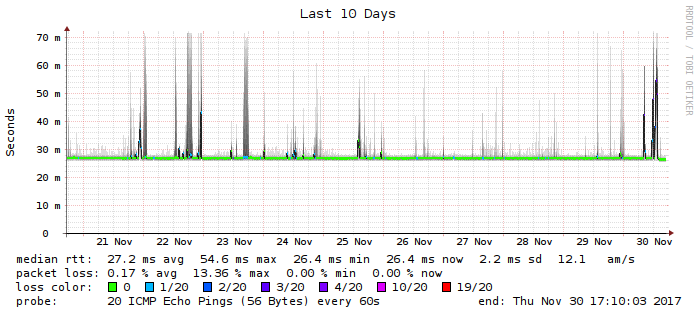 Last 10 Days
RRDTOOL / TOBI OETIKER
Seconds
70 m
60 m
50 m
40 m
30 m
20 m
10 m
0
21 Nov 22 Nov 23 Nov 24 Nov 25 Nov 26 Nov 27 Nov 28 Nov 29 Nov 30 Nov
median rtt: 27.2 ms avg 54.6 ms max 26.4 ms min 26.4 ms now 2.2 ms sd 12.1 am/s
packet loss: 0.17 % avg 13.36 % max 0.00 % min 0.00 % now
loss color: 0 1/20 2/20 3/20 4/20 10/20 19/20
probe: 20 ICMP Echo Pings (56 Bytes) every 60s end: Thu Nov 30 17:10:03 2017